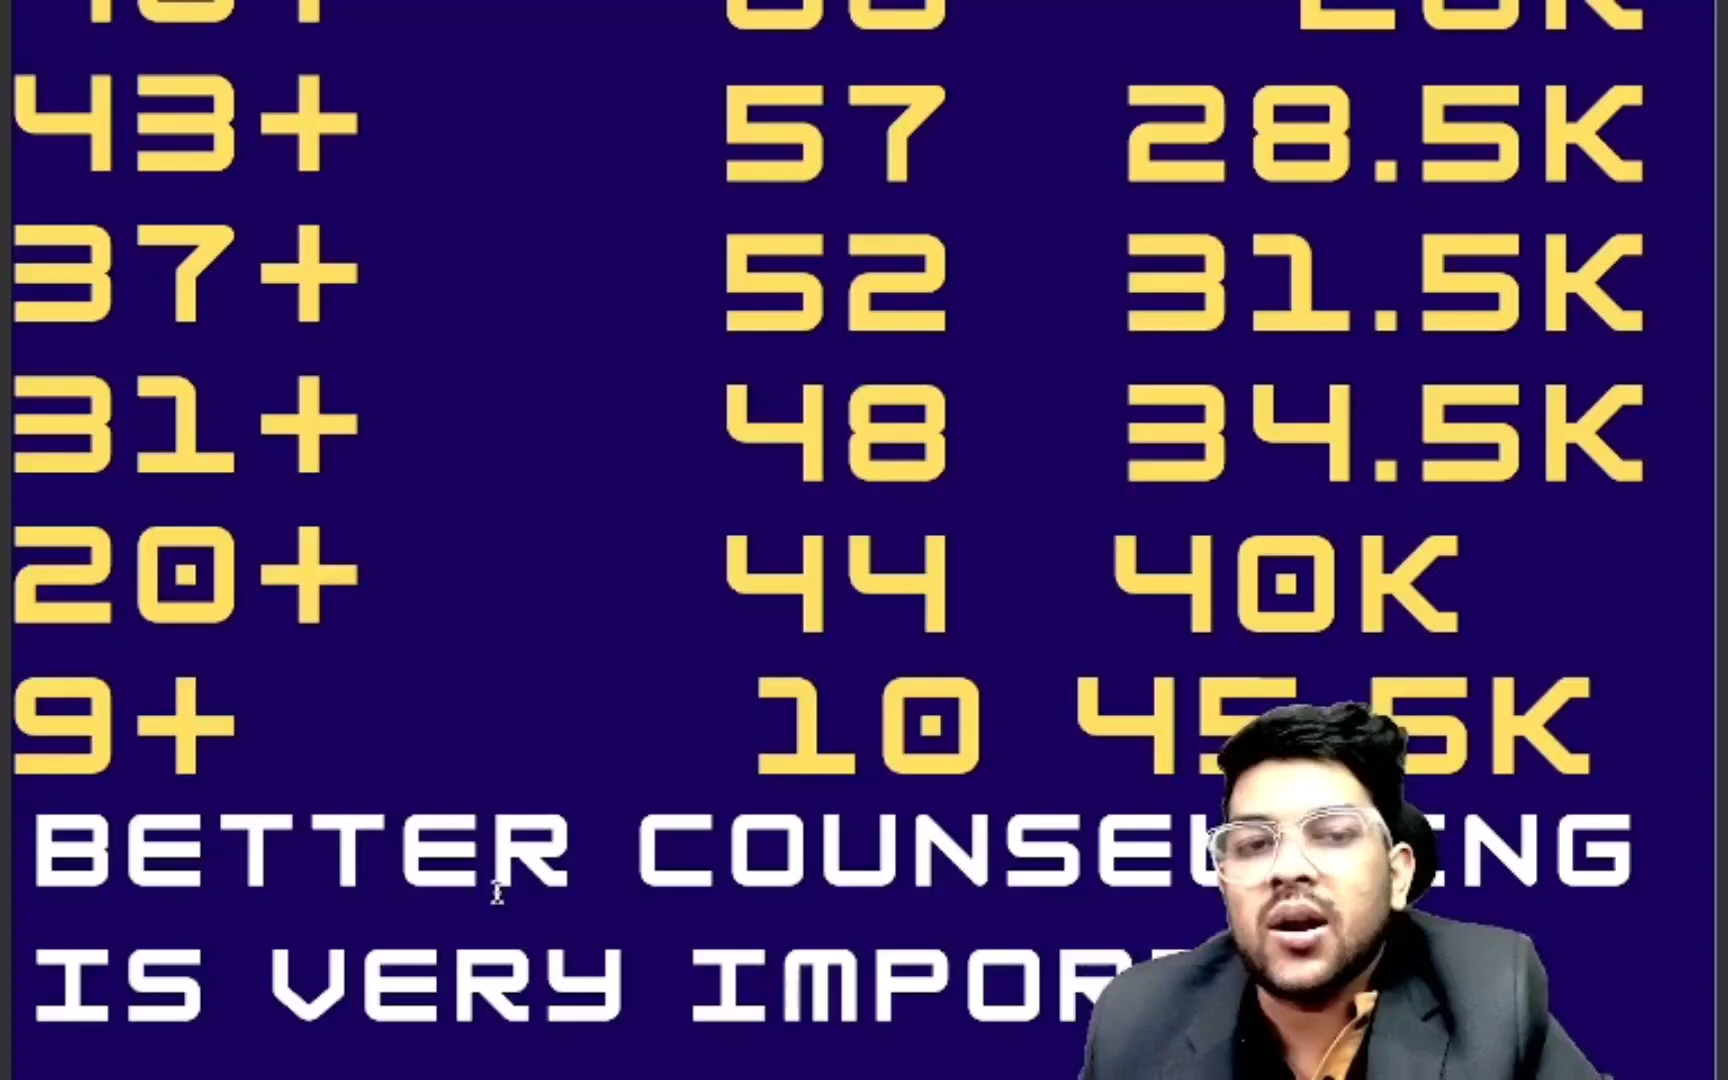 43+ 57 28.5K
37+ 52 31.5K
31+ 48 34.5K
20+ 44 40K
9+ 10
BETTER
IS VERY